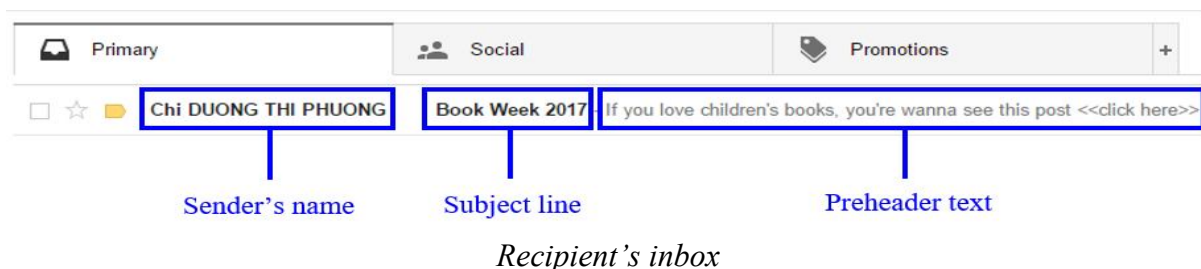 Primary Social Promotions +
Chi DUONG THI PHUONG Book Week 2017 - If you love children's books, you're wanna see this post <<click here>>
Sender's name Subject line Preheader text
Recipient's inbox